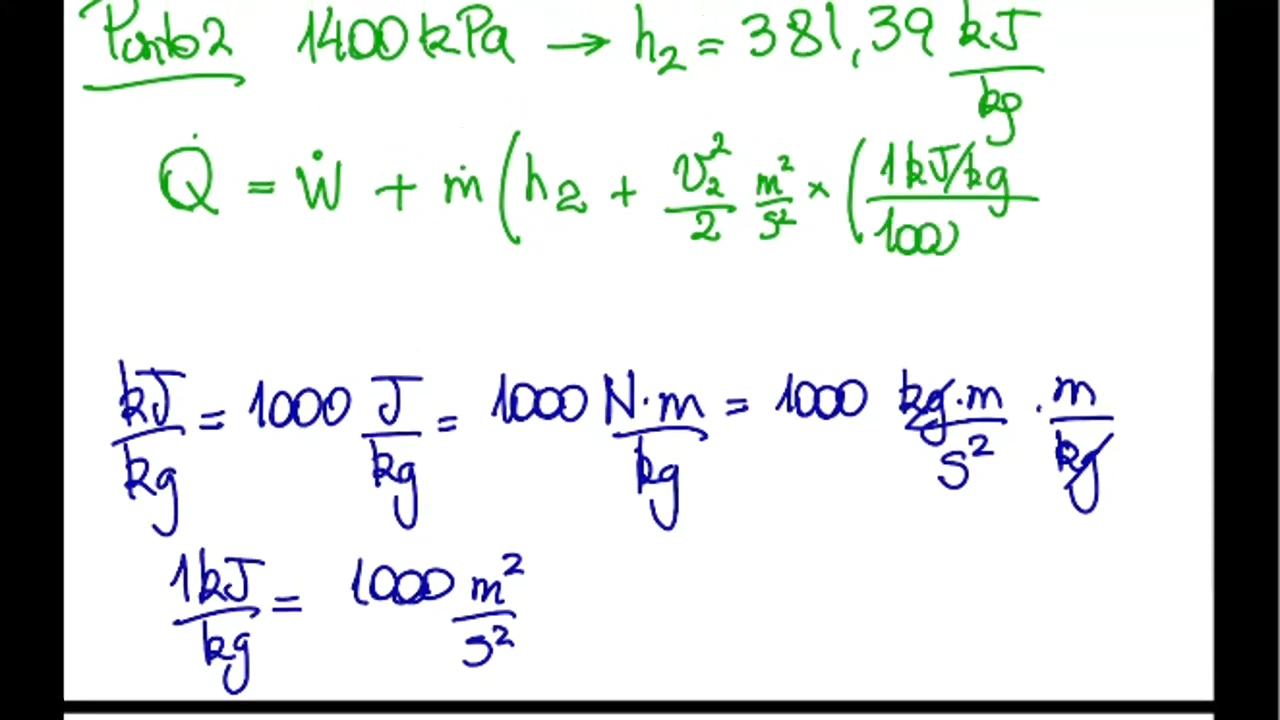 Punto 2 1400 kPa → h₂ = 381,39 kJ/kg
Q̇ = Ẇ + ṁ (h₂ + v₂²/2 m²/s² × (1 kJ/kg / 1000
kJ/kg = 1000 J/kg = 1000 N·m/kg = 1000 kg·m/s² · m/kg
1 kJ/kg = 1000 m²/s²